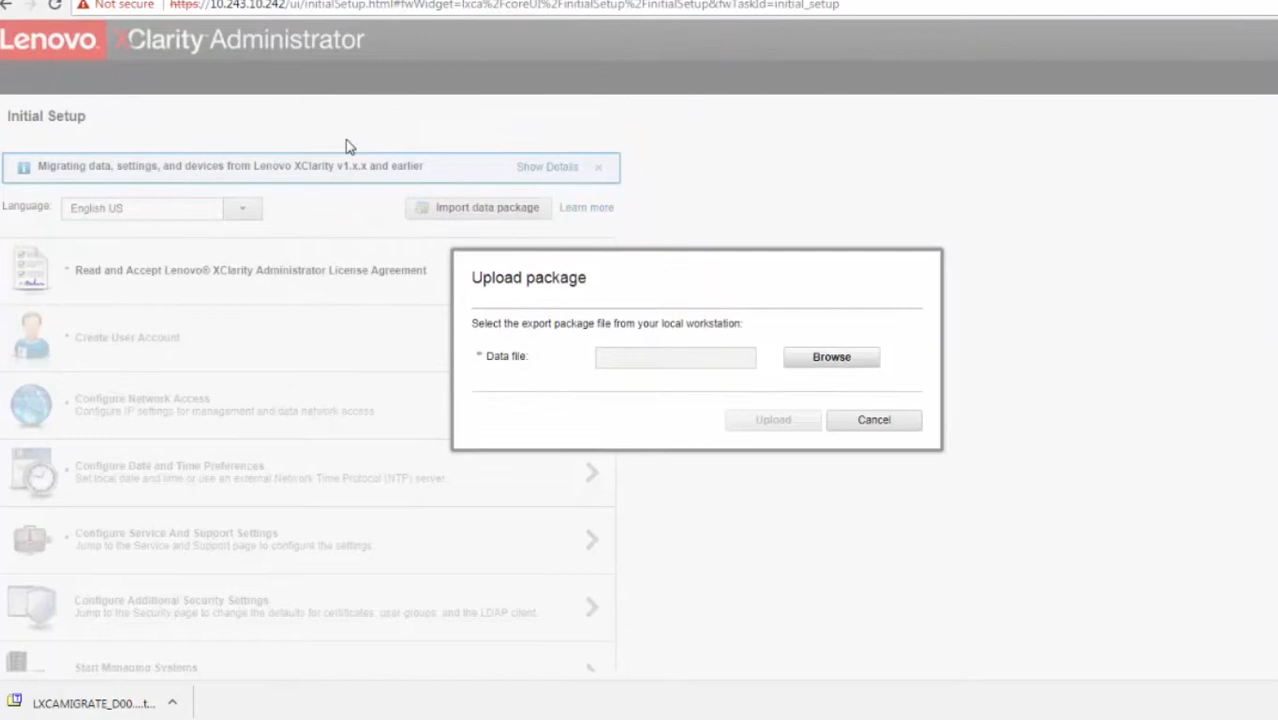 Not secure https://10.243.10.242/ui/initialSetup.html#fwWidget=lxca%2FcoreUI%2FinitialSetup%2FinitialSetup&fwTaskId=initial_setup
Lenovo. XClarity Administrator
Initial Setup
Migrating data, settings, and devices from Lenovo XClarity v1.x.x and earlier Show Details ×
Language: English US Import data package Learn more
* Read and Accept Lenovo® XClarity Administrator License Agreement
Upload package
Select the export package file from your local workstation:
* Data file: Browse
Upload Cancel
* Create User Account
* Configure Network Access
Configure IP settings for management and data network access
* Configure Date and Time Preferences
Set local date and time or use an external Network Time Protocol (NTP) server.
* Configure Service And Support Settings
Jump to the Service and Support page to configure the settings.
* Configure Additional Security Settings
Jump to the Security page to change the defaults for certificates, user groups, and the LDAP client.
Start Managing Systems
LXCAMIGRATE_D00....t...